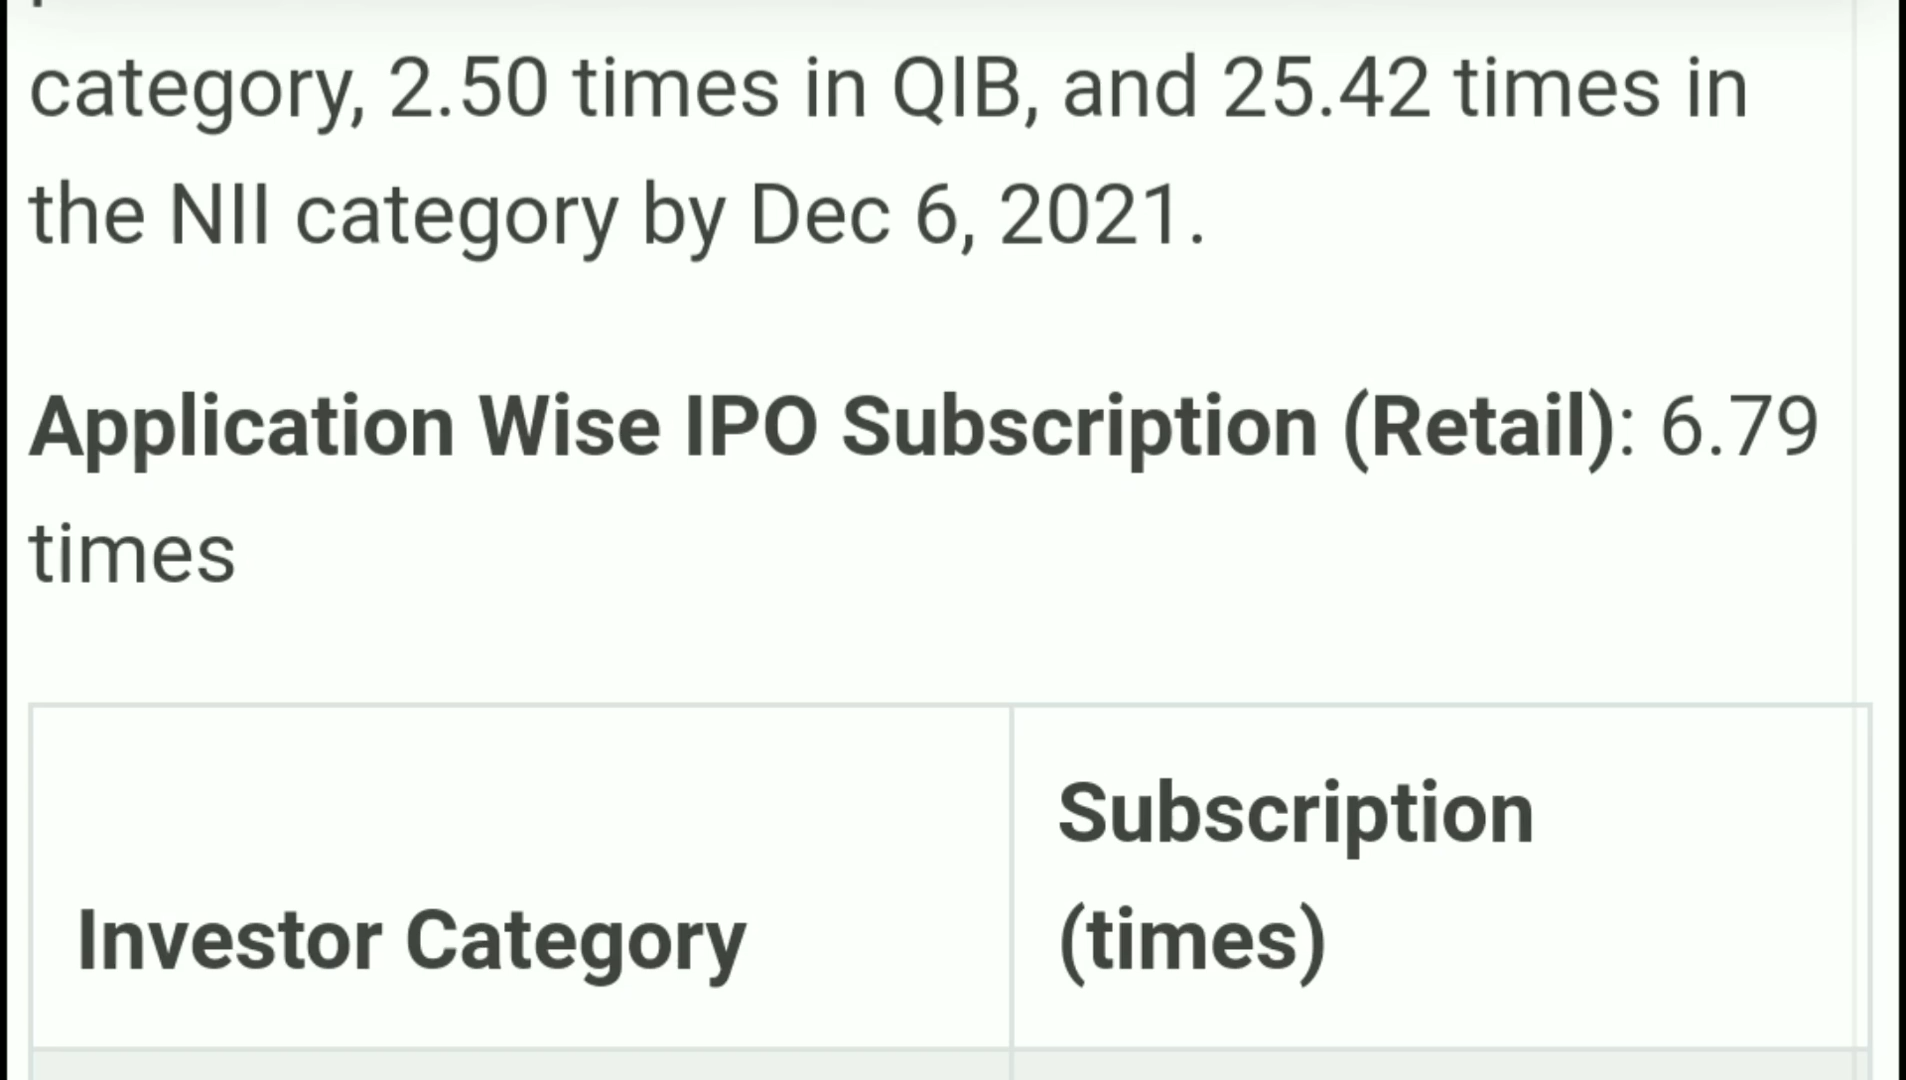 category, 2.50 times in QIB, and 25.42 times in
the NII category by Dec 6, 2021.
Application Wise IPO Subscription (Retail): 6.79
times
Investor Category
Subscription
(times)